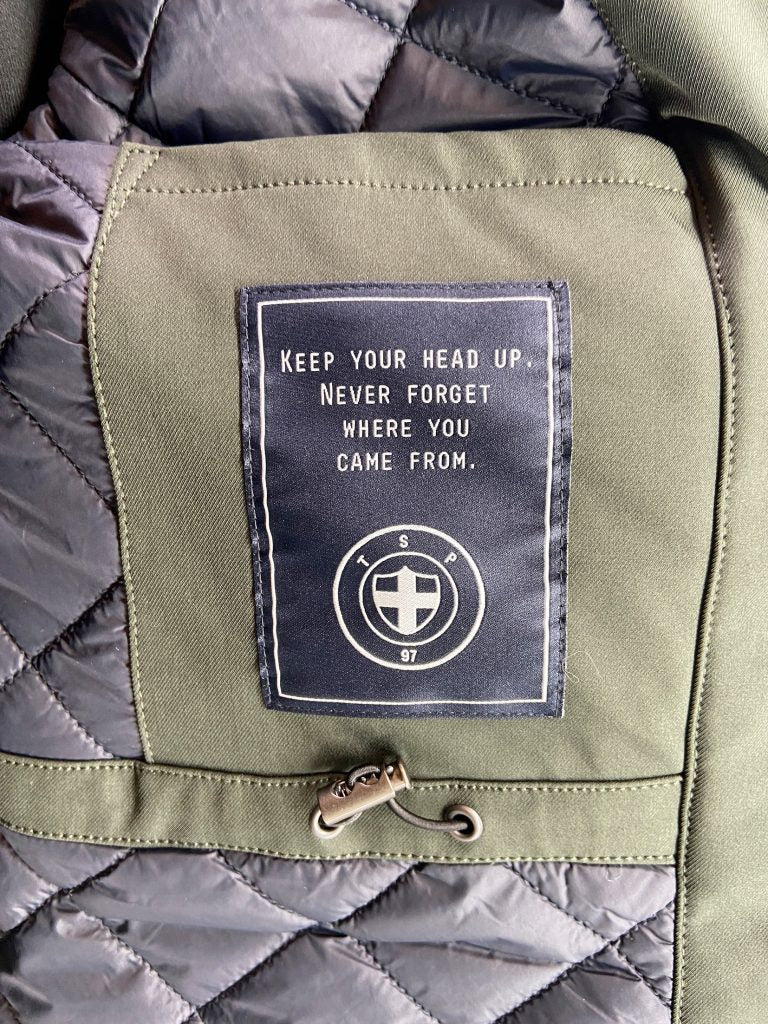 KEEP YOUR HEAD UP.
NEVER FORGET
WHERE YOU
CAME FROM.
T S P
97